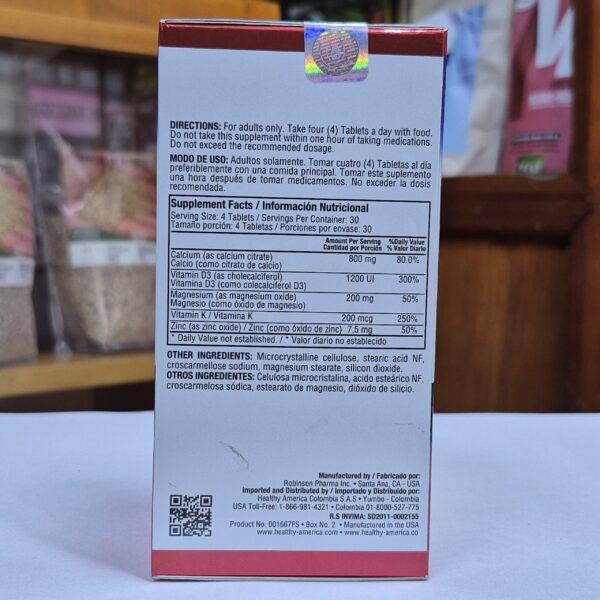 DIRECTIONS: For adults only. Take four (4) Tablets a day with food.
Do not take this supplement within one hour of taking medications.
Do not exceed the recommended dosage.
MODO DE USO: Adultos solamente. Tomar cuatro (4) Tabletas al día
preferiblemente con una comida principal. Tomar este suplemento
una hora después de tomar medicamentos. No exceder la dosis
recomendada.
Supplement Facts / Información Nutricional
Serving Size: 4 Tablets / Servings Per Container: 30
Tamaño porción: 4 Tabletas / Porciones por envase: 30
Amount Per Serving %Daily Value
Cantidad por Porción % Valor Diario
Calcium (as calcium citrate) 800 mg 80.0%
Calcio (como citrato de calcio)
Vitamin D3 (as cholecalciferol) 1200 UI 300%
Vitamina D3 (como colecalciferol D3)
Magnesium (as magnesium oxide) 200 mg 50%
Magnesio (como óxido de magnesio)
Vitamin K / Vitamina K 200 mcg 250%
Zinc (as zinc oxide) / Zinc (como óxido de zinc) 7,5 mg 50%
* Daily Value not established. / * Valor diario no establecido
OTHER INGREDIENTS: Microcrystalline cellulose, stearic acid NF,
croscarmellose sodium, magnesium stearate, silicon dioxide.
OTROS INGREDIENTES: Celulosa microcristalina, acido esteárico NF,
croscarmelosa sódica, estearato de magnesio, dióxido de silicio.
Manufactured by / Fabricado por:
Robinson Pharma Inc. • Santa Ana, CA - USA
Imported and Distributed by / Importado y Distribuido por:
Healthy America Colombia S.A.S • Yumbo - Colombia
USA Toll-Free: 1-866-981-4321 • Colombia 01-8000-527-775
R.S INVIMA: SD2011-0002155
Product No. 001667FS • Box No. 2 • Manufactured in the USA
www.healthy-america.com • www.healthyamerica.co